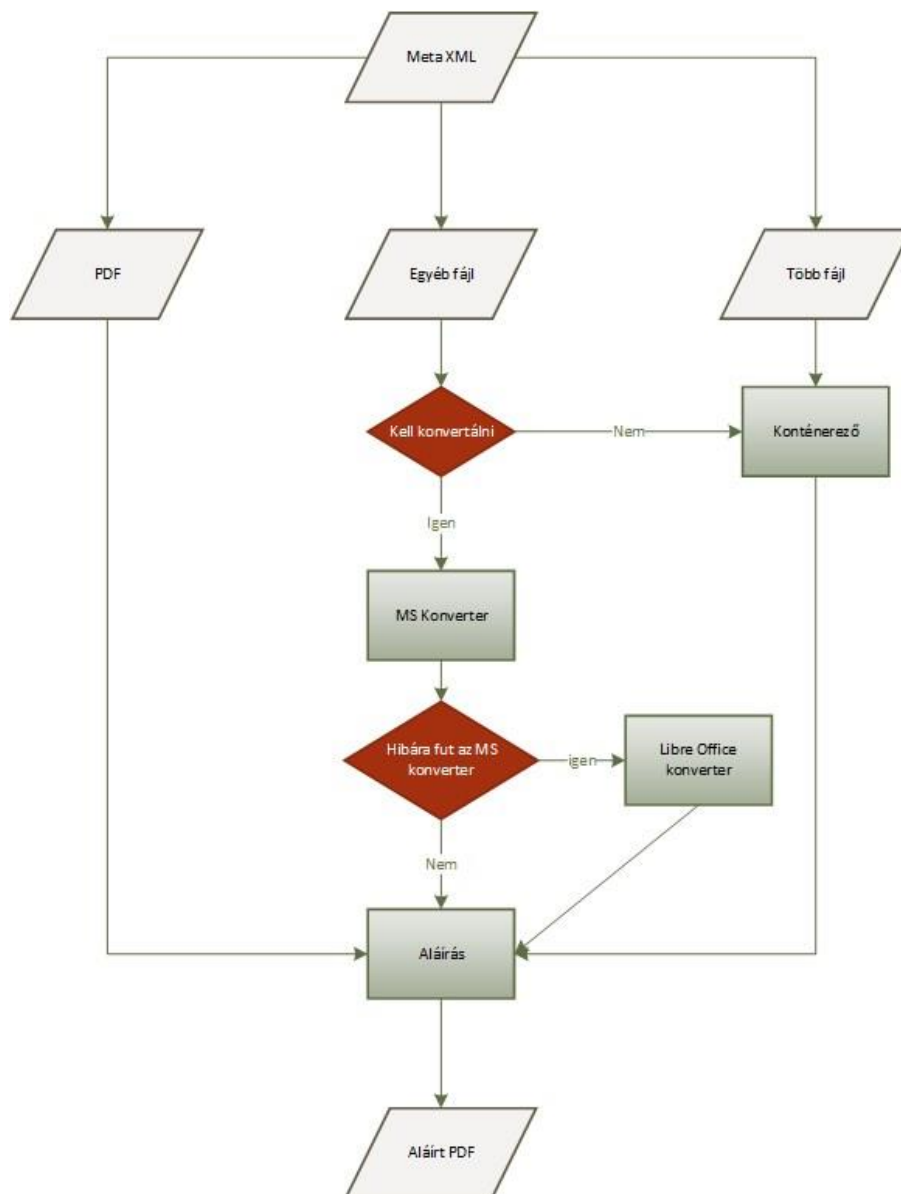 Meta XML
PDF
Egyéb fájl
Több fájl
Kell konvertálni
Nem
Konténerező
Igen
MS Konverter
Hibára fut az MS
konverter
igen
Libre Office
konverter
Nem
Aláírás
Aláírt PDF